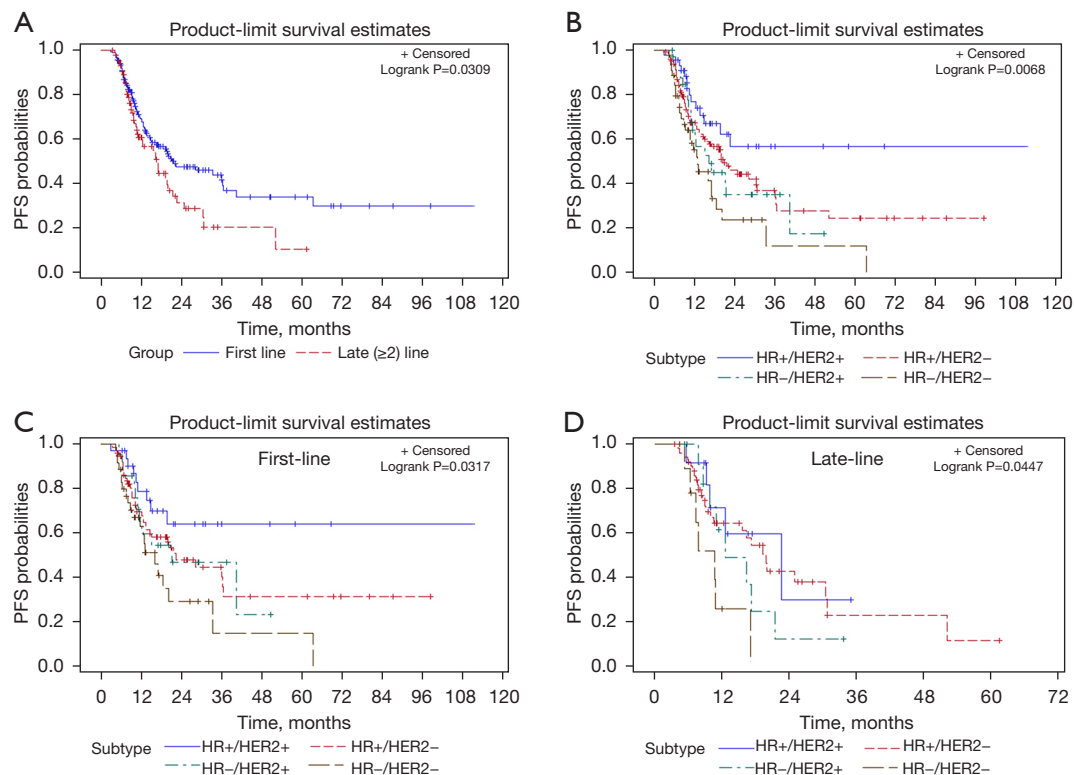 A
Product-limit survival estimates
+ Censored
Logrank P=0.0309
PFS probabilities
1.0
0.8
0.6
0.4
0.2
0.0
0 12 24 36 48 60 72 84 96 108 120
Time, months
Group First line Late (≥2) line
B
Product-limit survival estimates
+ Censored
Logrank P=0.0068
PFS probabilities
1.0
0.8
0.6
0.4
0.2
0.0
0 12 24 36 48 60 72 84 96 108 120
Time, months
Subtype HR+/HER2+ HR+/HER2−
HR−/HER2+ HR−/HER2−
C
Product-limit survival estimates
First-line
+ Censored
Logrank P=0.0317
PFS probabilities
1.0
0.8
0.6
0.4
0.2
0.0
0 12 24 36 48 60 72 84 96 108 120
Time, months
Subtype HR+/HER2+ HR+/HER2−
HR−/HER2+ HR−/HER2−
D
Product-limit survival estimates
Late-line
+ Censored
Logrank P=0.0447
PFS probabilities
1.0
0.8
0.6
0.4
0.2
0.0
0 12 24 36 48 60 72
Time, months
Subtype HR+/HER2+ HR+/HER2−
HR−/HER2+ HR−/HER2−